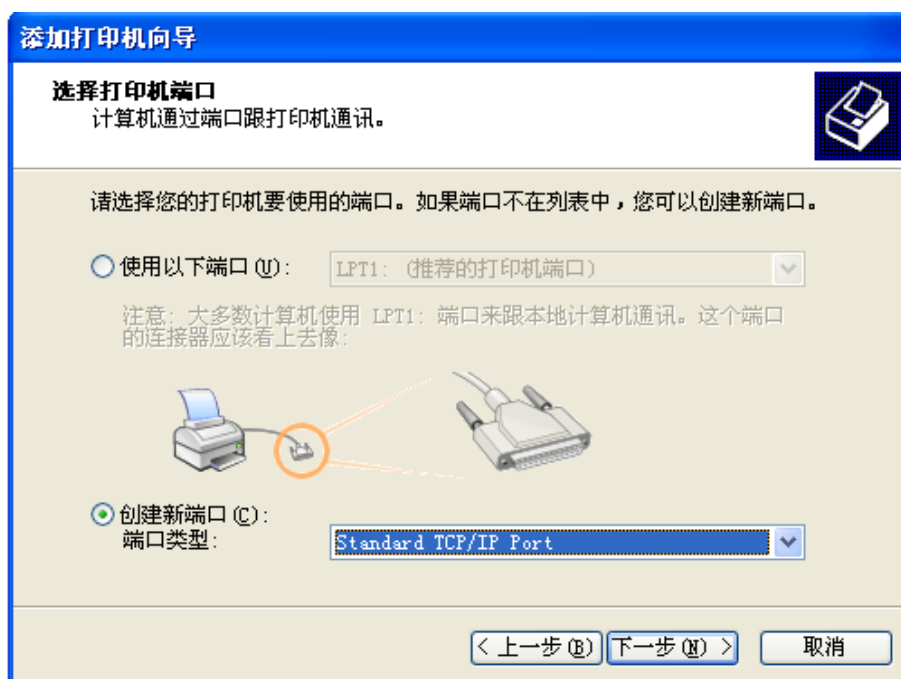 添加打印机向导
选择打印机端口
计算机通过端口跟打印机通讯。
请选择您的打印机要使用的端口。如果端口不在列表中，您可以创建新端口。
使用以下端口(U): LPT1: (推荐的打印机端口)
注意: 大多数计算机使用 LPT1: 端口来跟本地计算机通讯。这个端口
的连接器应该看上去像:
创建新端口(C):
端口类型: Standard TCP/IP Port
< 上一步(B) 下一步(N) > 取消